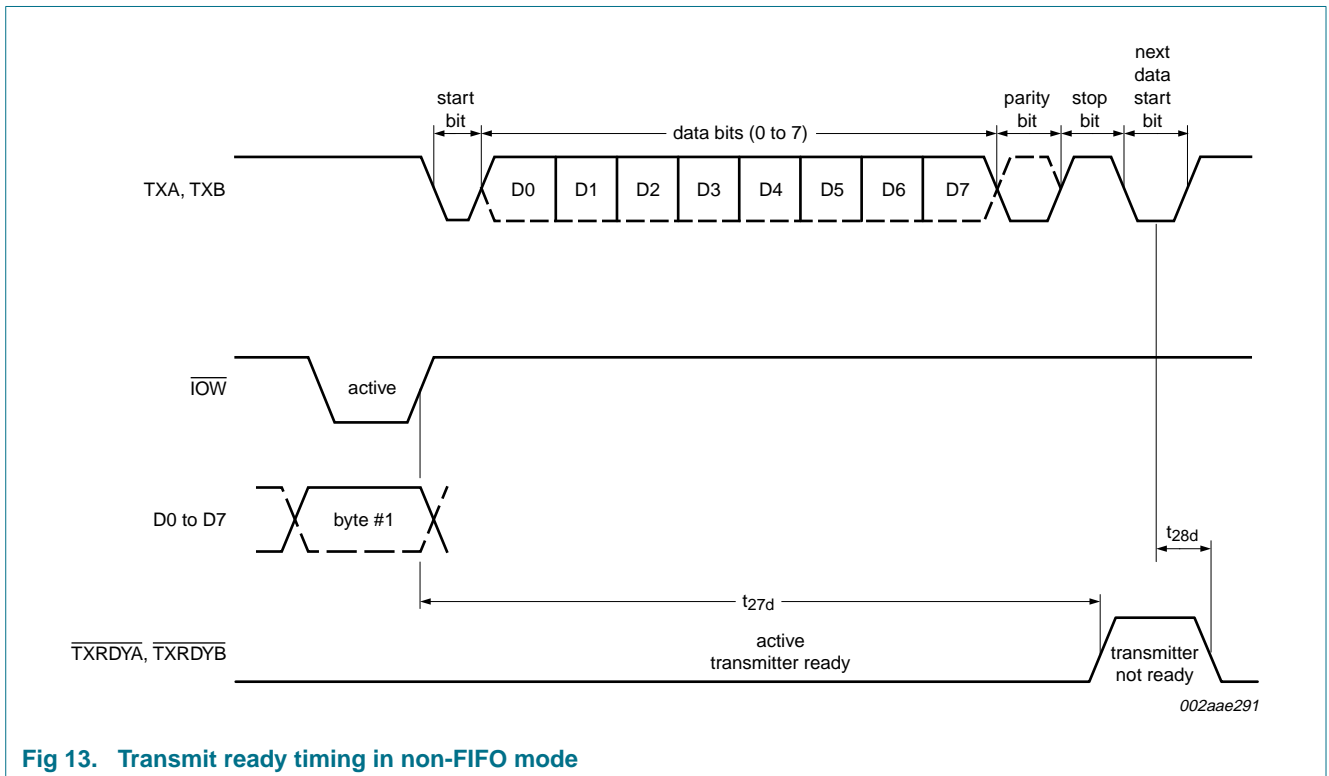 next
data
start
bit
start
bit
parity
bit
stop
bit
data bits (0 to 7)
TXA, TXB
D0 D1 D2 D3 D4 D5 D6 D7
IOW
active
D0 to D7
byte #1
t28d
t27d
TXRDYA, TXRDYB
active
transmitter ready
transmitter
not ready
002aae291
Fig 13. Transmit ready timing in non-FIFO mode